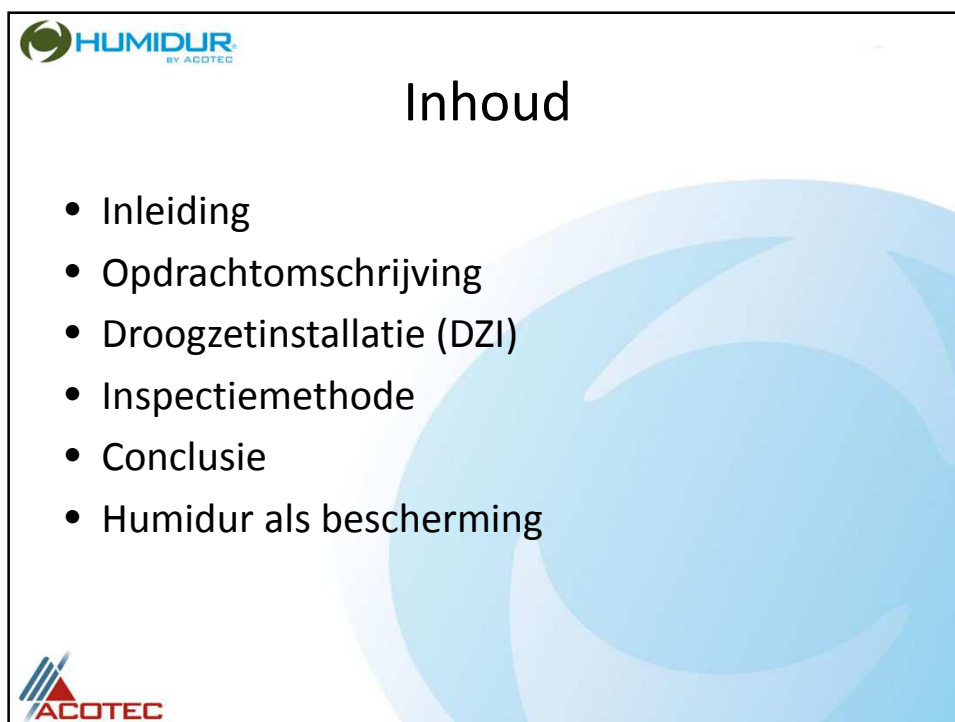 HUMIDUR®
BY ACOTEC
Inhoud
• Inleiding
• Opdrachtomschrijving
• Droogzetinstallatie (DZI)
• Inspectiemethode
• Conclusie
• Humidur als bescherming
ACOTEC